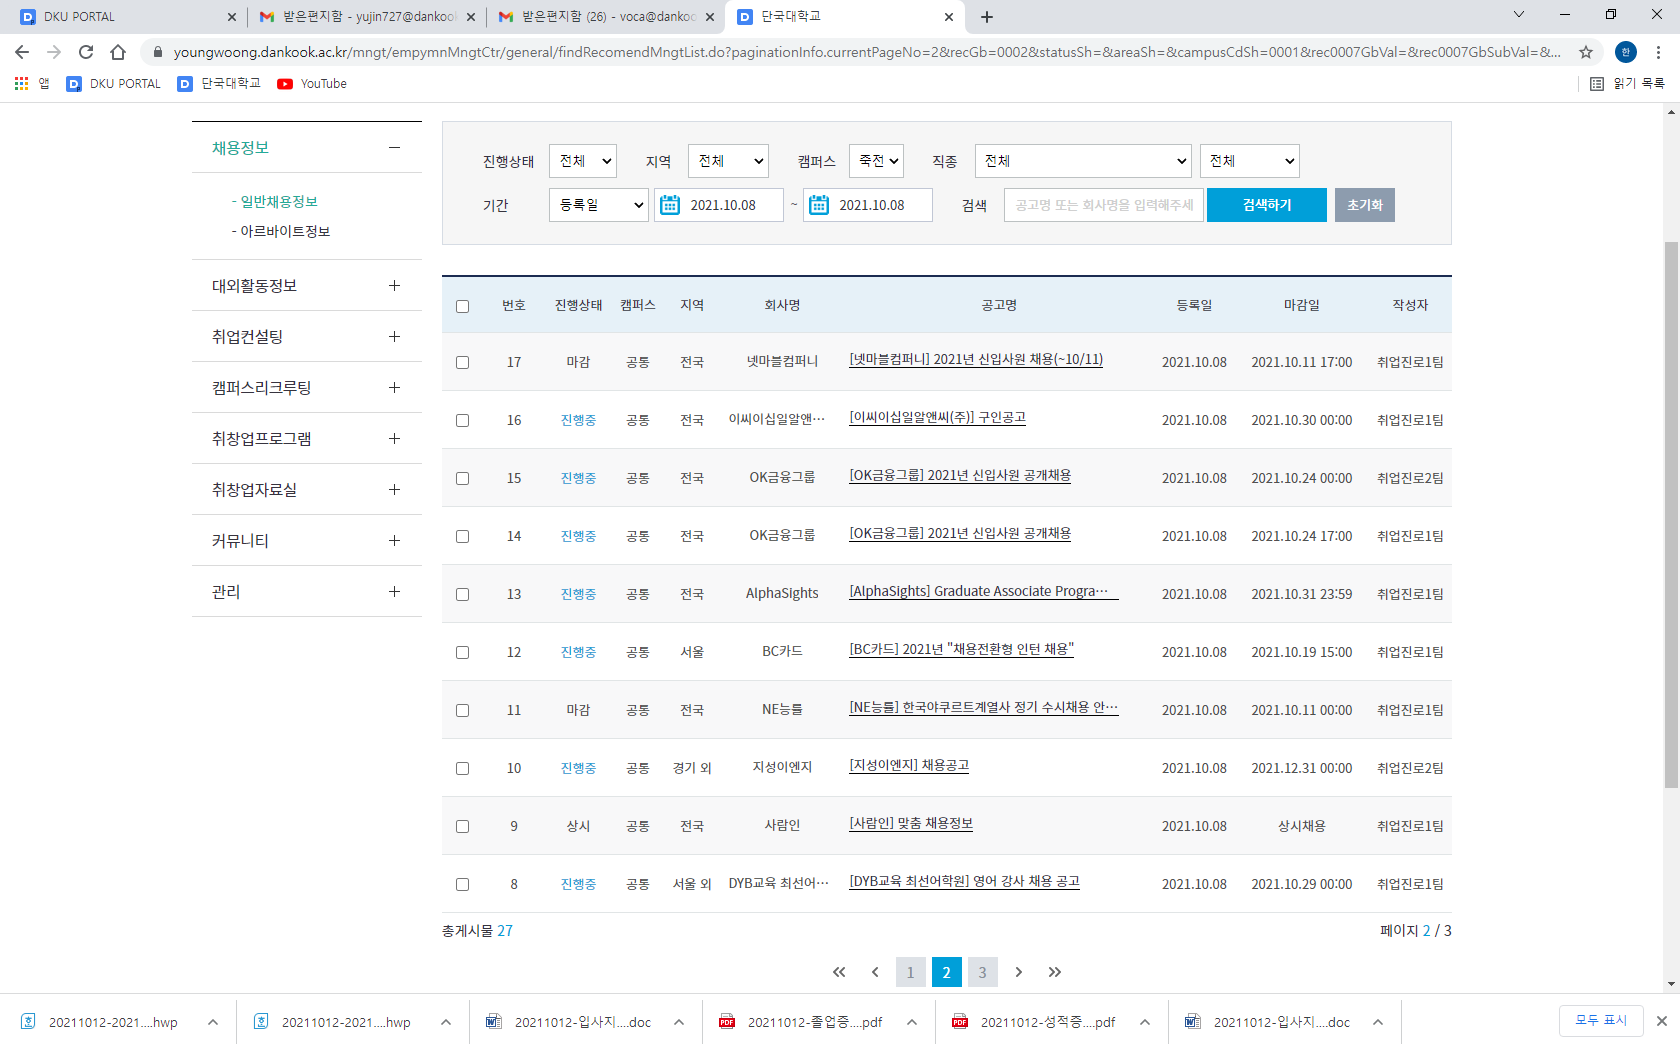 DKU PORTAL
받은편지함 - yujin727@dankook
받은편지함 (26) - voca@dankoo
단국대학교
youngwoong.dankook.ac.kr/mngt/empymnMngtCtr/general/findRecomendMngtList.do?paginationInfo.currentPageNo=2&recGb=0002&statusSh=&areaSh=&campusCdSh=0001&rec0007GbVal=&rec0007GbSubVal=&...
한
앱 DKU PORTAL 단국대학교 YouTube 읽기 목록
채용정보
- 일반채용정보
- 아르바이트정보
대외활동정보
취업컨설팅
캠퍼스리크루팅
취창업프로그램
취창업자료실
커뮤니티
관리
진행상태 전체 지역 전체 캠퍼스 죽전 직종 전체 전체
기간 등록일 2021.10.08 ~ 2021.10.08 검색 공고명 또는 회사명을 입력해주세 검색하기 초기화
번호 진행상태 캠퍼스 지역 회사명 공고명 등록일 마감일 작성자
17 마감 공통 전국 넷마블컴퍼니 [넷마블컴퍼니] 2021년 신입사원 채용(~10/11) 2021.10.08 2021.10.11 17:00 취업진로1팀
16 진행중 공통 전국 이씨이십일알앤… [이씨이십일알앤씨(주)] 구인공고 2021.10.08 2021.10.30 00:00 취업진로1팀
15 진행중 공통 전국 OK금융그룹 [OK금융그룹] 2021년 신입사원 공개채용 2021.10.08 2021.10.24 00:00 취업진로2팀
14 진행중 공통 전국 OK금융그룹 [OK금융그룹] 2021년 신입사원 공개채용 2021.10.08 2021.10.24 17:00 취업진로1팀
13 진행중 공통 전국 AlphaSights [AlphaSights] Graduate Associate Progra… 2021.10.08 2021.10.31 23:59 취업진로1팀
12 진행중 공통 서울 BC카드 [BC카드] 2021년 "채용전환형 인턴 채용" 2021.10.08 2021.10.19 15:00 취업진로1팀
11 마감 공통 전국 NE능률 [NE능률] 한국야쿠르트계열사 정기 수시채용 안… 2021.10.08 2021.10.11 00:00 취업진로1팀
10 진행중 공통 경기 외 지성이엔지 [지성이엔지] 채용공고 2021.10.08 2021.12.31 00:00 취업진로2팀
9 상시 공통 전국 사람인 [사람인] 맞춤 채용정보 2021.10.08 상시채용 취업진로1팀
8 진행중 공통 서울 외 DYB교육 최선어… [DYB교육 최선어학원] 영어 강사 채용 공고 2021.10.08 2021.10.29 00:00 취업진로1팀
총게시물 27 페이지 2 / 3
1 2 3
20211012-2021....hwp 20211012-2021....hwp 20211012-입사지....doc 20211012-졸업증....pdf 20211012-성적증....pdf 20211012-입사지....doc 모두 표시